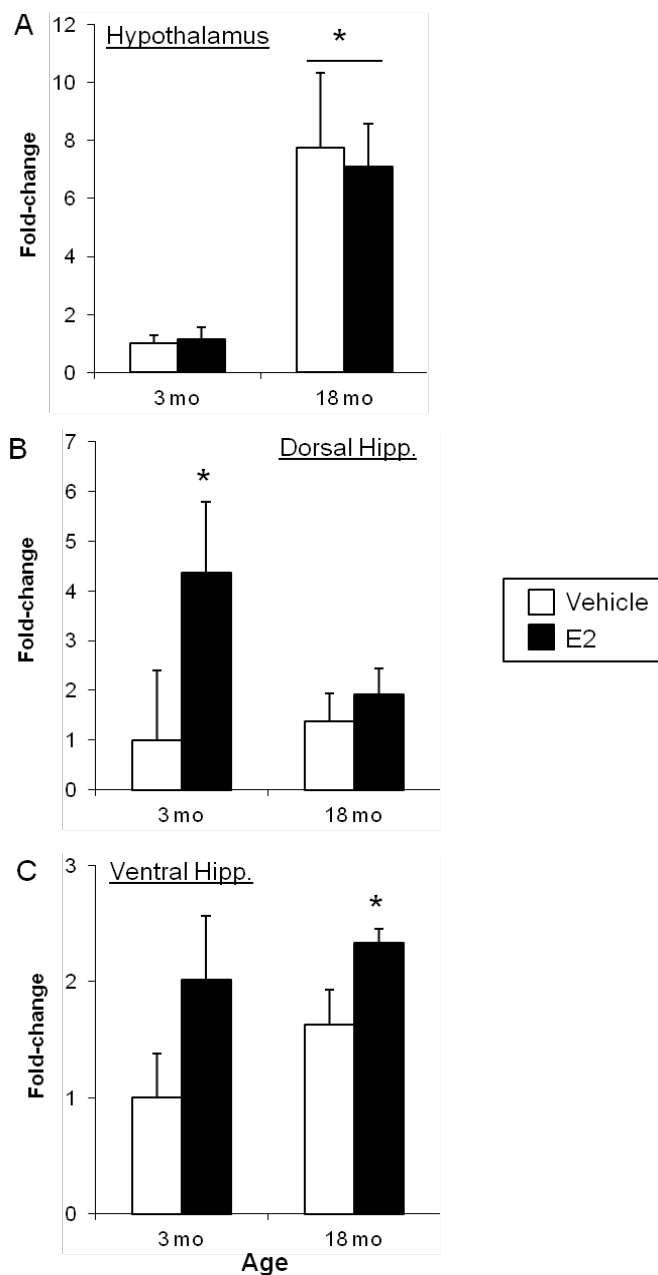 A
Hypothalamus
12
10
8
6
4
2
0
Fold-change
*
3 mo
18 mo
B
Dorsal Hipp.
7
6
5
4
3
2
1
0
Fold-change
*
3 mo
18 mo
Vehicle
E2
C
Ventral Hipp.
3
2
1
0
Fold-change
*
3 mo
18 mo
Age